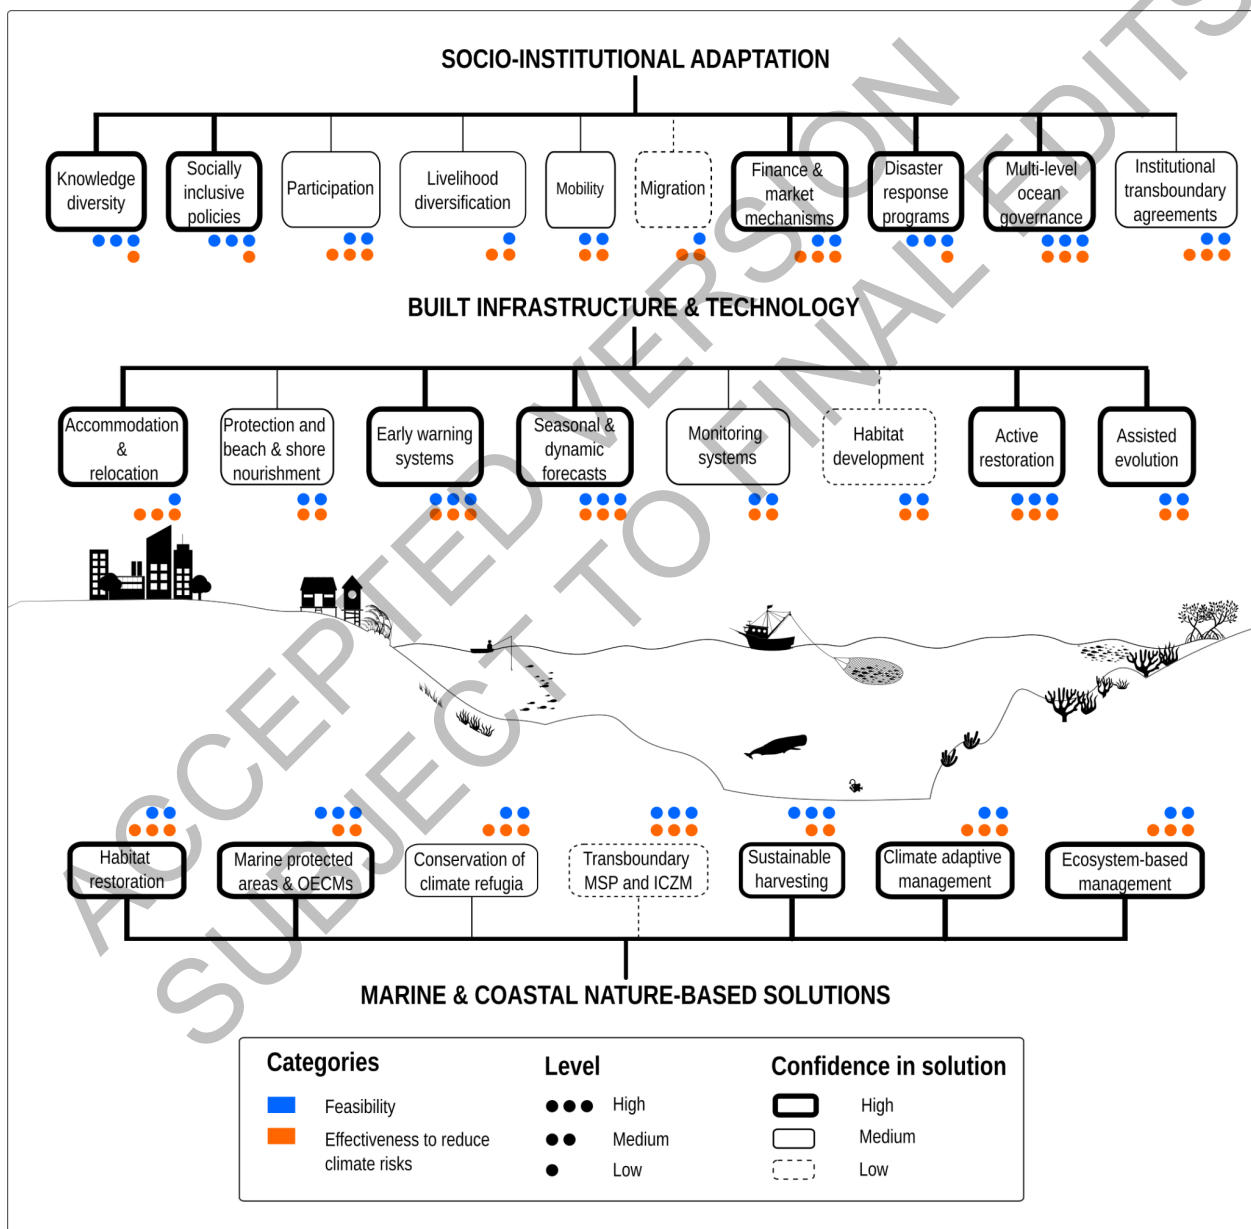 SOCIO-INSTITUTIONAL ADAPTATION
Knowledge
diversity
Socially
inclusive
policies
Participation
Livelihood
diversification
Mobility
Migration
Finance &
market
mechanisms
Disaster
response
programs
Multi-level
ocean
governance
Institutional
transboundary
agreements
BUILT INFRASTRUCTURE & TECHNOLOGY
Accommodation
&
relocation
Protection and
beach & shore
nourishment
Early warning
systems
Seasonal &
dynamic
forecasts
Monitoring
systems
Habitat
development
Active
restoration
Assisted
evolution
Habitat
restoration
Marine protected
areas & OECMs
Conservation of
climate refugia
Transboundary
MSP and ICZM
Sustainable
harvesting
Climate adaptive
management
Ecosystem-based
management
MARINE & COASTAL NATURE-BASED SOLUTIONS
Categories
Feasibility
Effectiveness to reduce
climate risks
Level
High
Medium
Low
Confidence in solution
High
Medium
Low
ACCEPTED VERSION
SUBJECT TO FINAL EDITS